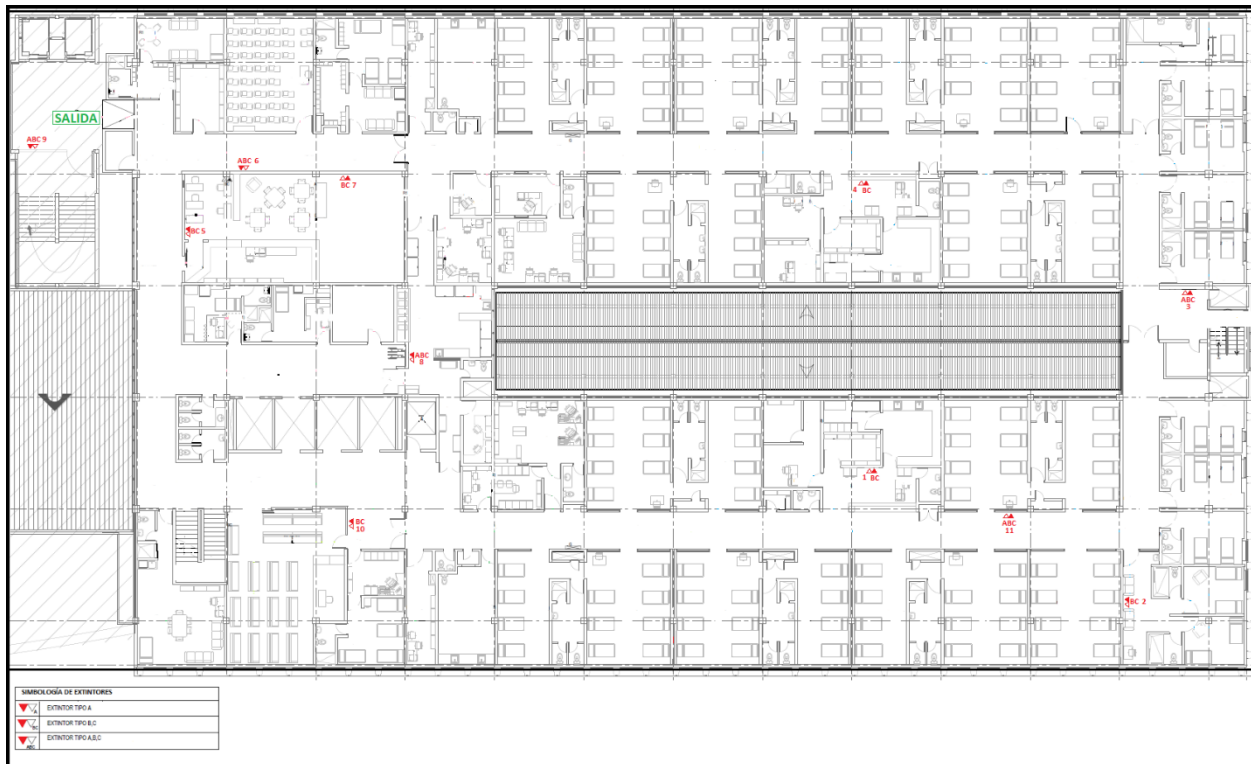 SALIDA
ABC 9
ABC 6
BC 7
4 BC
BC 5
ABC
3
ABC
8
1 BC
BC
10
ABC
11
BC 2
SIMBOLOGÍA DE EXTINTORES
A EXTINTOR TIPO A
BC EXTINTOR TIPO B,C
ABC EXTINTOR TIPO A,B,C